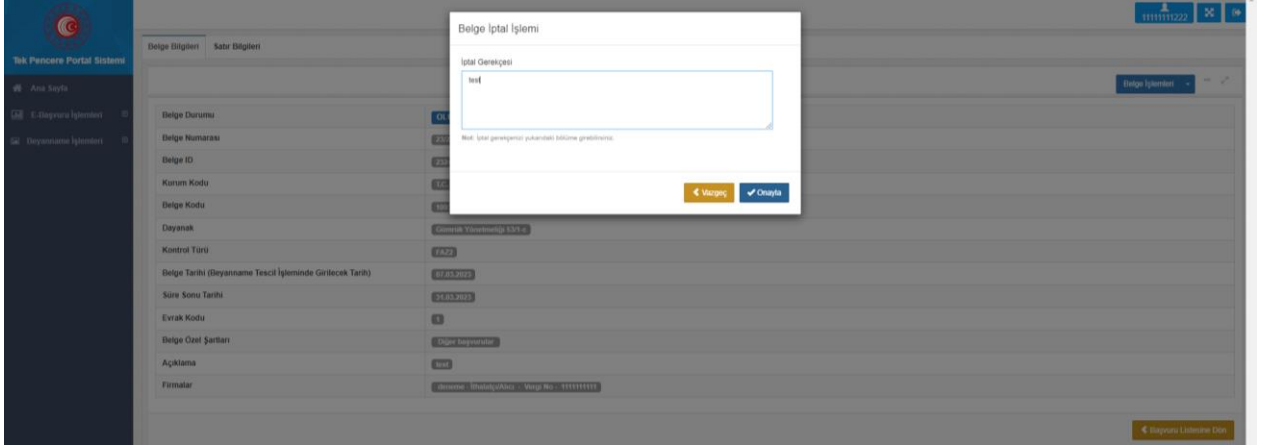 11111111222
Tek Pencere Portal Sistemi
Ana Sayfa
E-Başvuru İşlemleri
Beyanname İşlemleri
Belge Bilgileri Satır Bilgileri
Belge İptal İşlemi
İptal Gerekçesi
test
Not: İptal gerekçenizi yukarıdaki bölüme girebilirsiniz.
Vazgeç Onayla
Belge İşlemleri
Belge Durumu
Belge Numarası
Belge ID
Kurum Kodu T.C.
Belge Kodu
Dayanak Gümrük Yönetmeliği
Kontrol Türü FAZ2
Belge Tarihi (Beyanname Tescil İşleminde Girilecek Tarih) 07.03.2023
Süre Sonu Tarihi 31.03.2023
Evrak Kodu 1
Belge Özel Şartları Diğer başvurular
Açıklama test
Firmalar deneme - İthalatçı/Alıcı - Vergi No - 1111111111
Başvuru Listesine Dön